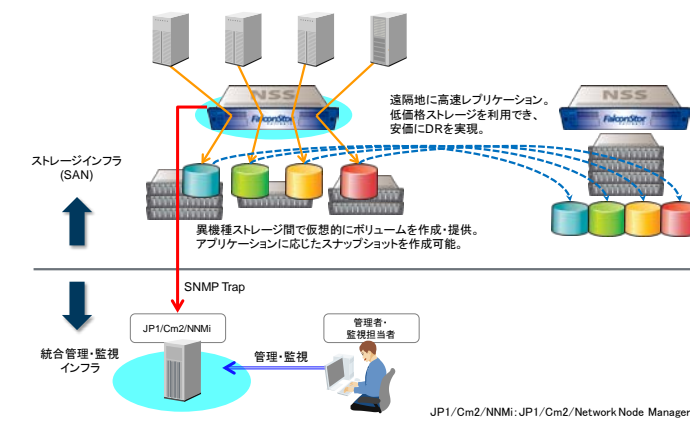 NSS
FalconStor
NSS
FalconStor
遠隔地に高速レプリケーション。
低価格ストレージを利用でき、
安価にDRを実現。
ストレージインフラ
(SAN)
異機種ストレージ間で仮想的にボリュームを作成・提供。
アプリケーションに応じたスナップショットを作成可能。
SNMP Trap
JP1/Cm2/NNMi
管理者・
監視担当者
統合管理・監視
インフラ
管理・監視
JP1/Cm2/NNMi：JP1/Cm2/Network Node Manager